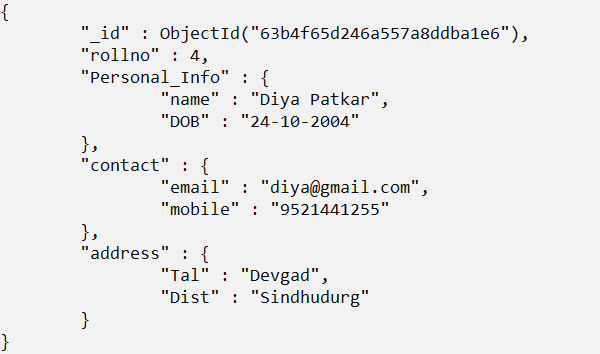 {
        "_id" : ObjectId("63b4f65d246a557a8ddba1e6"),
        "rollno" : 4,
        "Personal_Info" : {
                "name" : "Diya Patkar",
                "DOB" : "24-10-2004"
        },
        "contact" : {
                "email" : "diya@gmail.com",
                "mobile" : "9521441255"
        },
        "address" : {
                "Tal" : "Devgad",
                "Dist" : "Sindhudurg"
        }
}